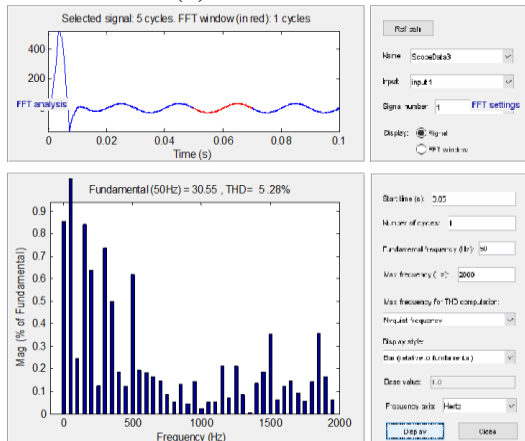 Selected signal: 5 cycles. FFT window (in red): 1 cycles
400
200
FFT analysis
0
0.02
0.04
0.06
0.08
0.1
Time (s)
Name
ScopeData3
Input
input 1
Signal number
1
FFT settings
Display:
Signal
FFT window
Fundamental (50Hz) = 30.55 , THD= 5.28%
Mag (% of Fundamental)
0.9
0.8
0.7
0.6
0.5
0.4
0.3
0.2
0.1
0
0
500
1000
1500
2000
Frequency (Hz)
Start time (s):
0.05
Number of cycles:
1
Fundamental frequency (Hz):
50
Max frequency
2000
Max frequency for THD computation:
Nyquist frequency
Display style:
Bar (relative to fundamental)
Base value:
1.0
Frequency axis:
Hertz
Display
Close